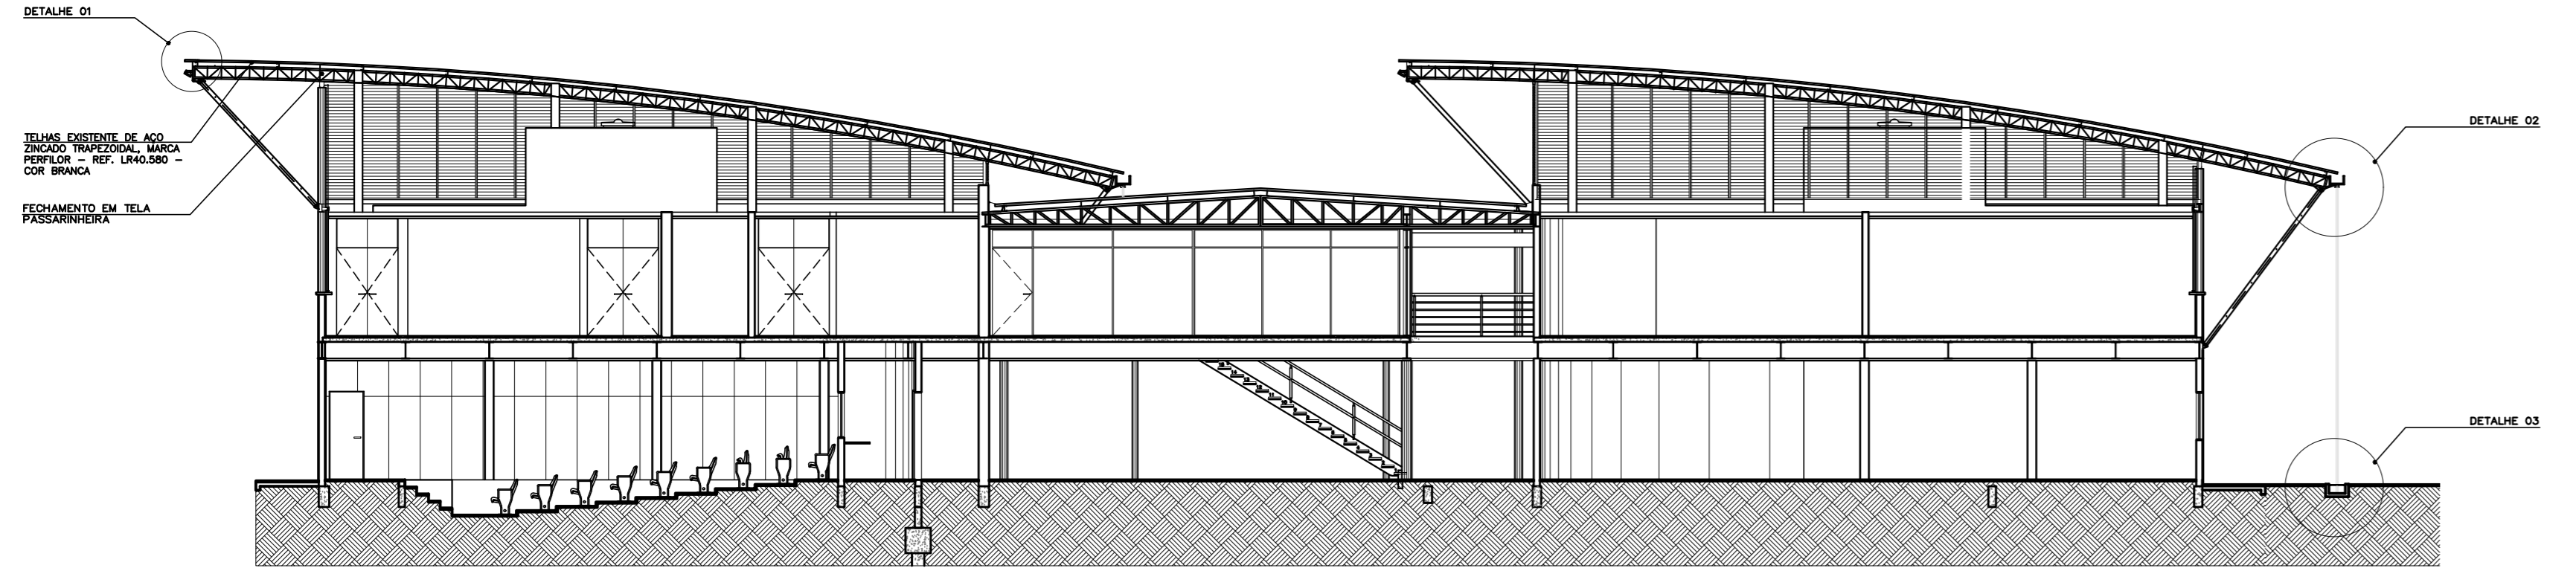 DETALHE 01
TELHAS EXISTENTE DE AÇO
ZINCADO TRAPEZOIDAL, MARCA
PERFILOR – REF. LR40.580 –
COR BRANCA
FECHAMENTO EM TELA
PASSARINHEIRA
DETALHE 02
DETALHE 03